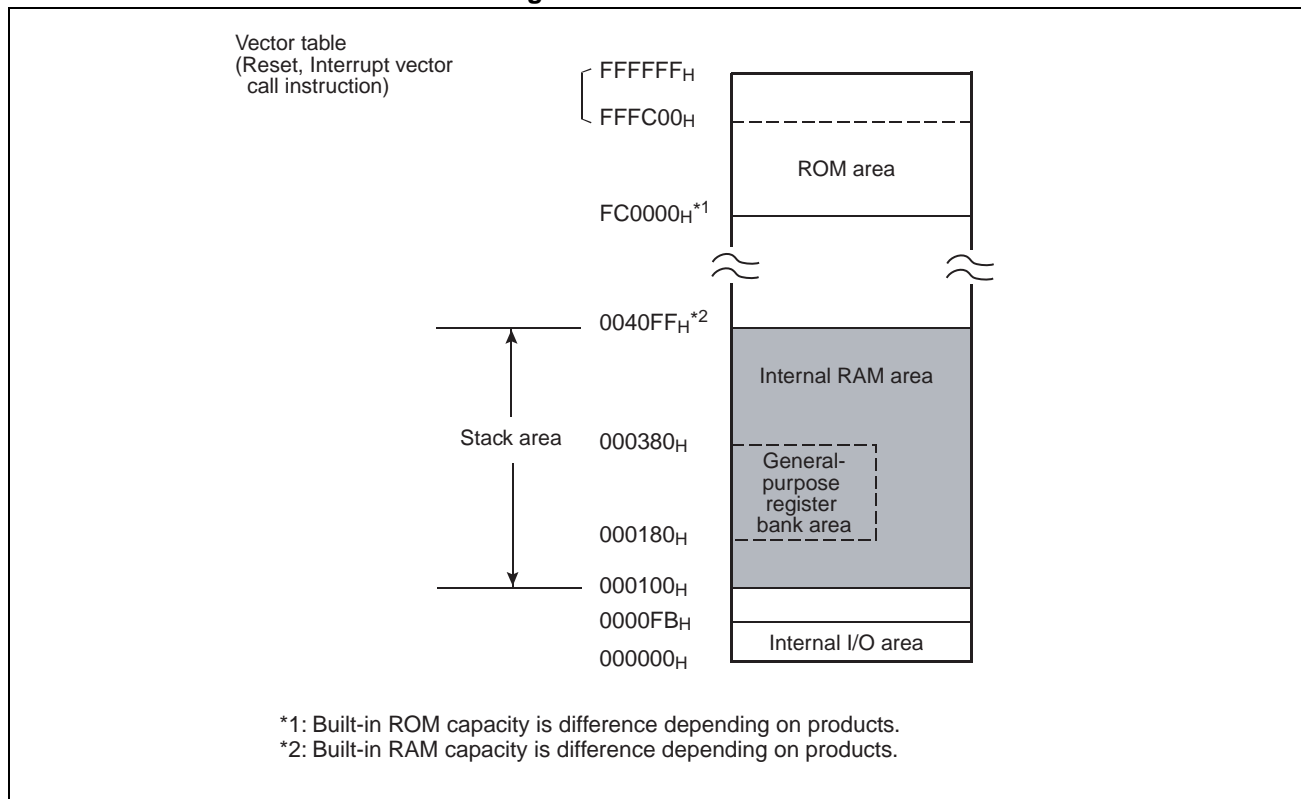 Vector table
(Reset, Interrupt vector
call instruction)
FFFFFFH
FFFC00H
ROM area
FC0000H*1
0040FFH*2
Internal RAM area
Stack area
000380H
General-
purpose
register
bank area
000180H
000100H
0000FBH
Internal I/O area
000000H
*1: Built-in ROM capacity is difference depending on products.
*2: Built-in RAM capacity is difference depending on products.